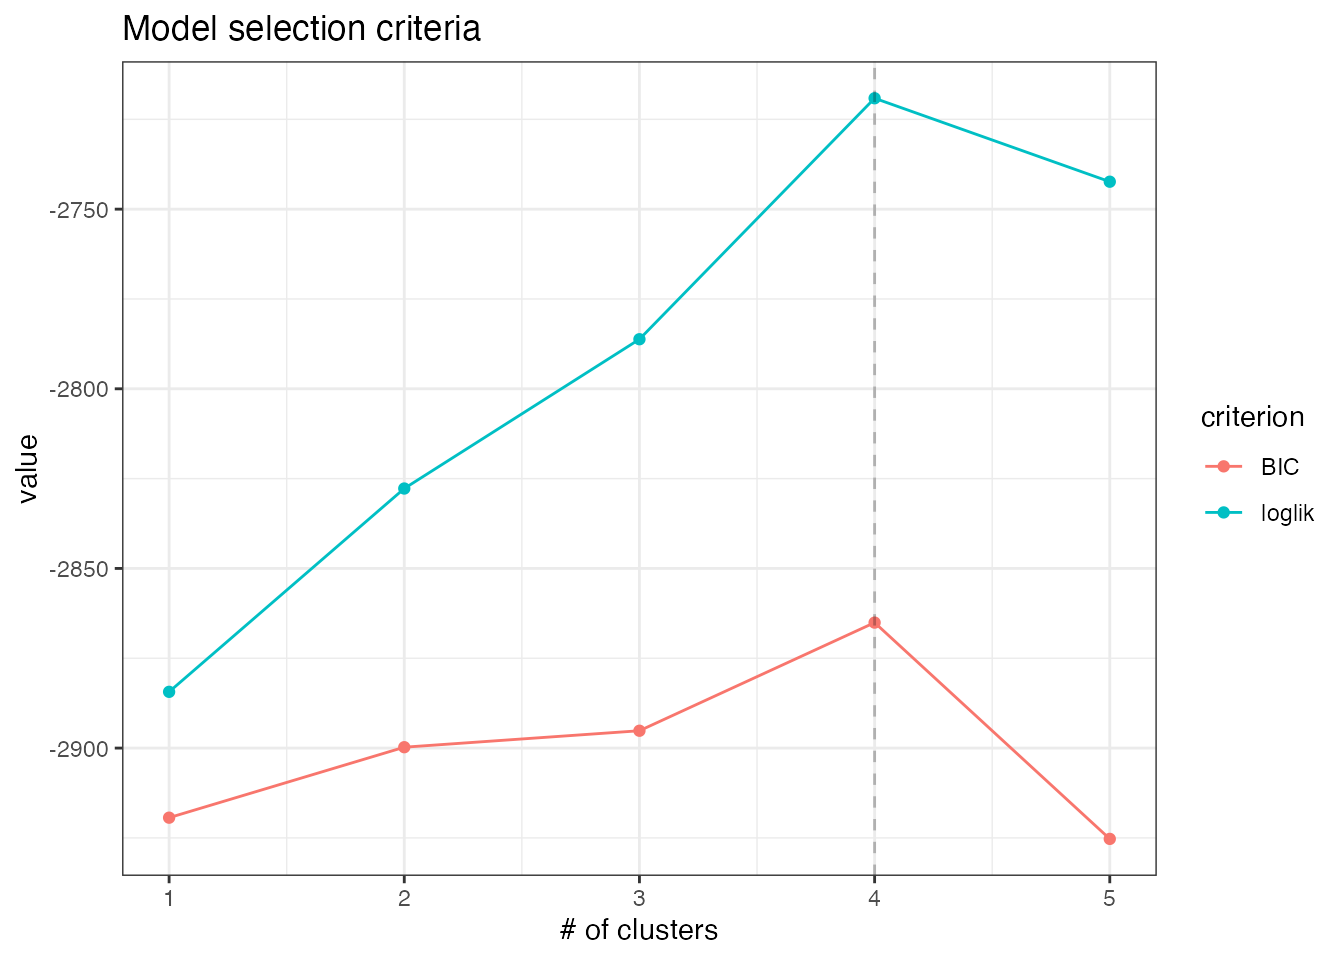 Model selection criteria
-2750
-2800
-2850
-2900
value
1 2 3 4 5
# of clusters
criterion
BIC
loglik